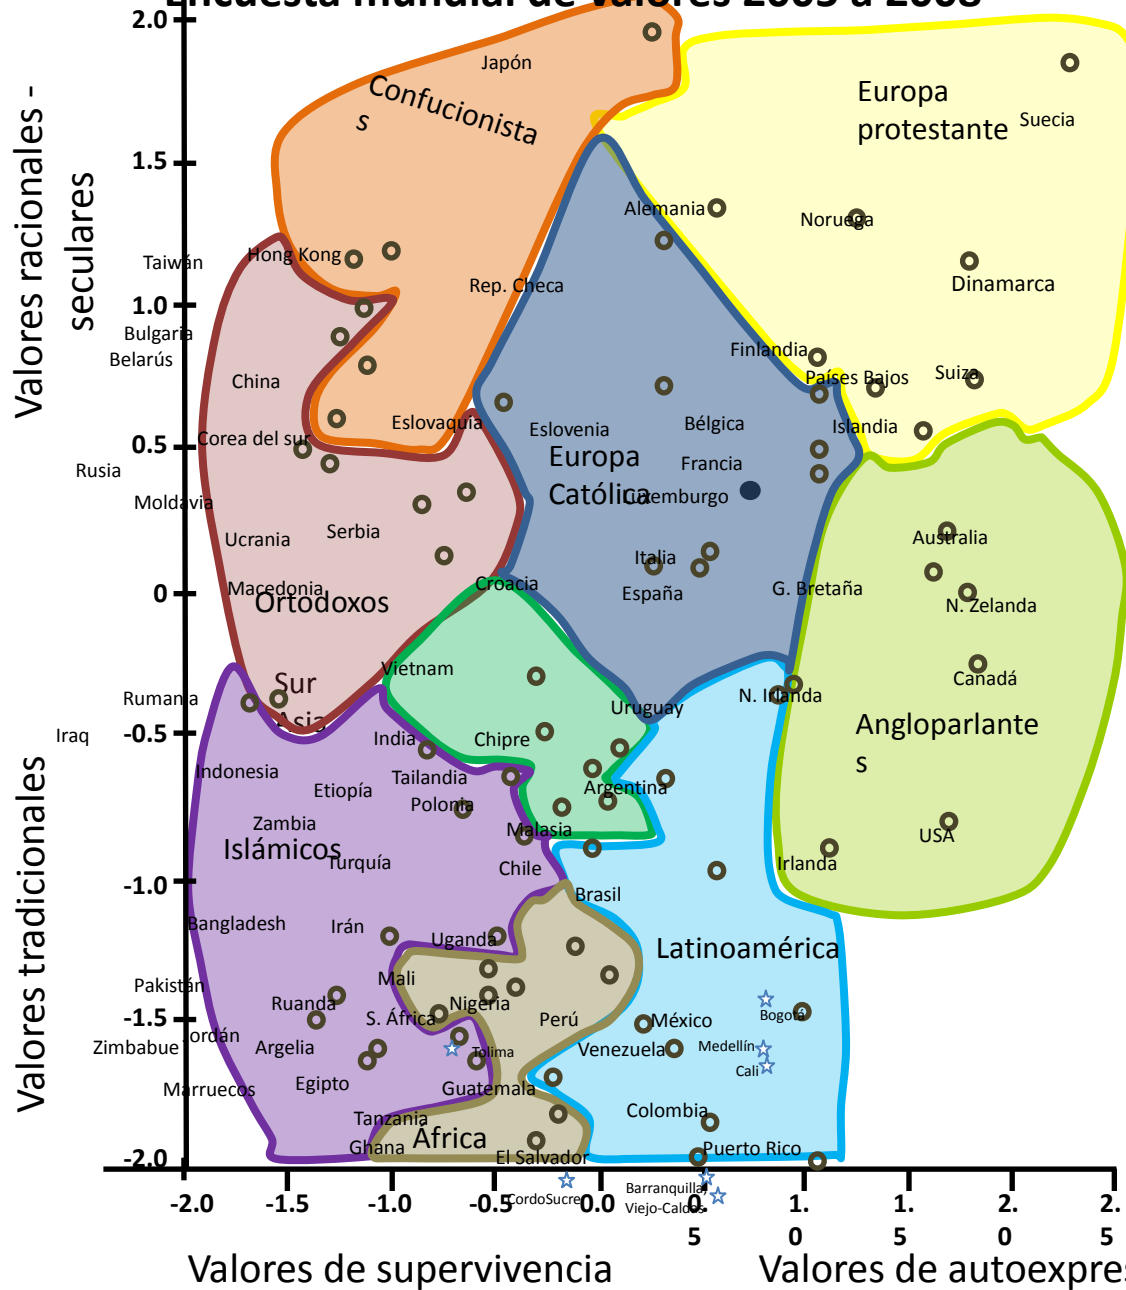 Encuesta mundial de Valores 2005 a 2008
2.0
Japón
Confucionista
s
Europa
protestante
Suecia
Valores racionales -
seculares
1.5
Alemania
Noruega
Taiwán
Hong Kong
Rep. Checa
Dinamarca
1.0
Bulgaria
Belarús
Finlandia
China
Países Bajos
Suiza
Eslovaquia
Eslovenia
Bélgica
Islandia
Corea del sur
0.5
Rusia
Europa
Católica
Francia
Luxemburgo
Moldavia
Ucrania
Serbia
Australia
Italia
Macedonia
Croacia
España
G. Bretaña
0
Ortodoxos
N. Zelanda
Vietnam
Canadá
Sur
Asia
Rumania
N. Irlanda
Uruguay
Angloparlante
s
Iraq
-0.5
India
Chipre
Indonesia
Etiopía
Tailandia
Argentina
Polonia
Zambia
Malasia
USA
Islámicos
Turquía
Chile
Irlanda
-1.0
Brasil
Bangladesh
Irán
Uganda
Latinoamérica
Valores tradicionales
Pakistán
Mali
Ruanda
Nigeria
Bogotá
-1.5
S. África
Perú
México
Jordán
Zimbabue
Argelia
Tolima
Venezuela
Medellín
Cali
Marruecos
Egipto
Guatemala
Tanzania
Colombia
Ghana
África
El Salvador
Puerto Rico
-2.0
CordoSucre
Barranquilla,
Viejo-Caldas
-2.0
-1.5
-1.0
-0.5
0.0
0.
5
1.
0
1.
5
2.
0
2.
5
Valores de supervivencia
Valores de autoexpres